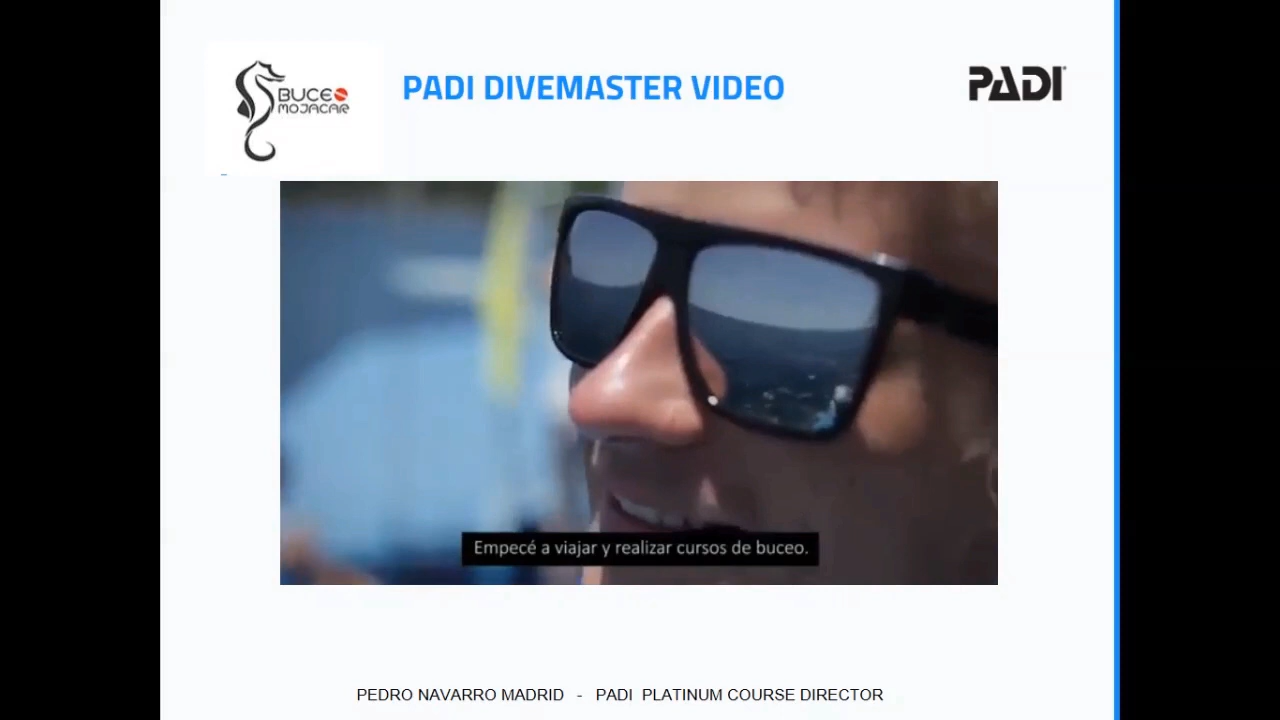 BUCEO
MOJACAR
PADI DIVEMASTER VIDEO
PADI
Empecé a viajar y realizar cursos de buceo.
PEDRO NAVARRO MADRID - PADI PLATINUM COURSE DIRECTOR